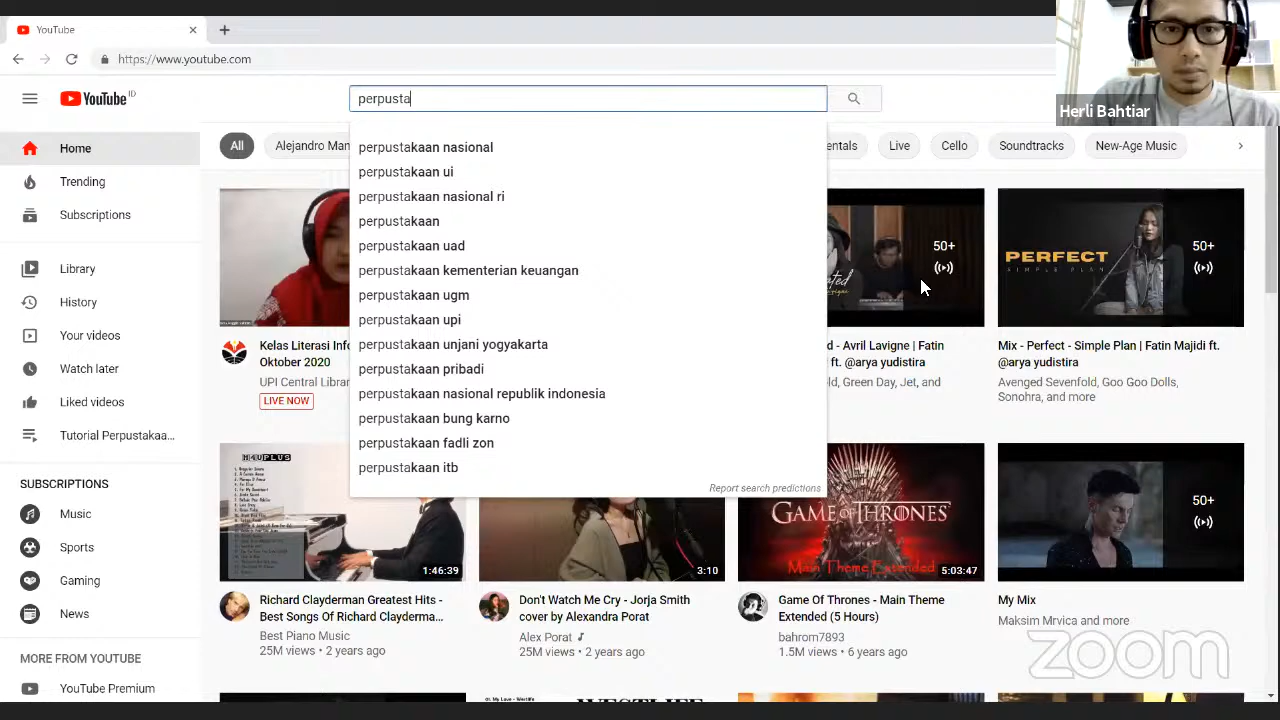 YouTube
https://www.youtube.com
Herli Bahtiar
YouTube ID
perpusta
perpustakaan nasional
perpustakaan ui
perpustakaan nasional ri
perpustakaan
perpustakaan uad
perpustakaan kementerian keuangan
perpustakaan ugm
perpustakaan upi
perpustakaan unjani yogyakarta
perpustakaan pribadi
perpustakaan nasional republik indonesia
perpustakaan bung karno
perpustakaan fadli zon
perpustakaan itb
Report search predictions
All
Alejandro Man
entals
Live
Cello
Soundtracks
New-Age Music
Home
Trending
Subscriptions
Library
History
Your videos
Watch later
Liked videos
Tutorial Perpustakaa...
SUBSCRIPTIONS
Music
Sports
Gaming
News
MORE FROM YOUTUBE
YouTube Premium
Kelas Literasi Info
Oktober 2020
UPI Central Librar
LIVE NOW
50+
d - Avril Lavigne | Fatin
i ft. @arya yudistira
ld, Green Day, Jet, and
PERFECT
SIMPLE PLAN
50+
Mix - Perfect - Simple Plan | Fatin Majidi ft.
@arya yudistira
Avenged Sevenfold, Goo Goo Dolls,
Sonohra, and more
M4UPLUS
1:46:39
Richard Clayderman Greatest Hits -
Best Songs Of Richard Clayderma...
Best Piano Music
25M views • 2 years ago
3:10
Don't Watch Me Cry - Jorja Smith
cover by Alexandra Porat
Alex Porat
25M views • 2 years ago
GAME OF THRONES
Main Theme Extended
5:03:47
Game Of Thrones - Main Theme
Extended (5 Hours)
bahrom7893
1.5M views • 6 years ago
50+
My Mix
Maksim Mrvica and more
zoom
WESTLIFE